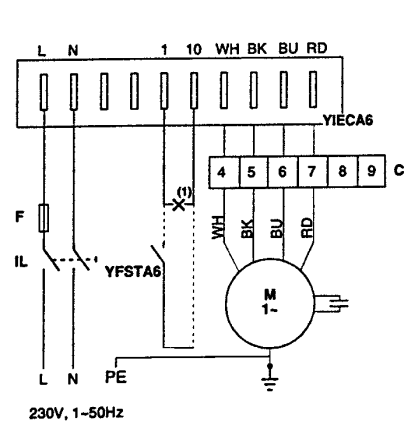 L N 1 10 WH BK BU RD
YIECA6
4 5 6 7 8 9 C
(1)
F
WH BK BU RD
IL
YFSTA6
M
1~
L N PE
230V, 1~50Hz